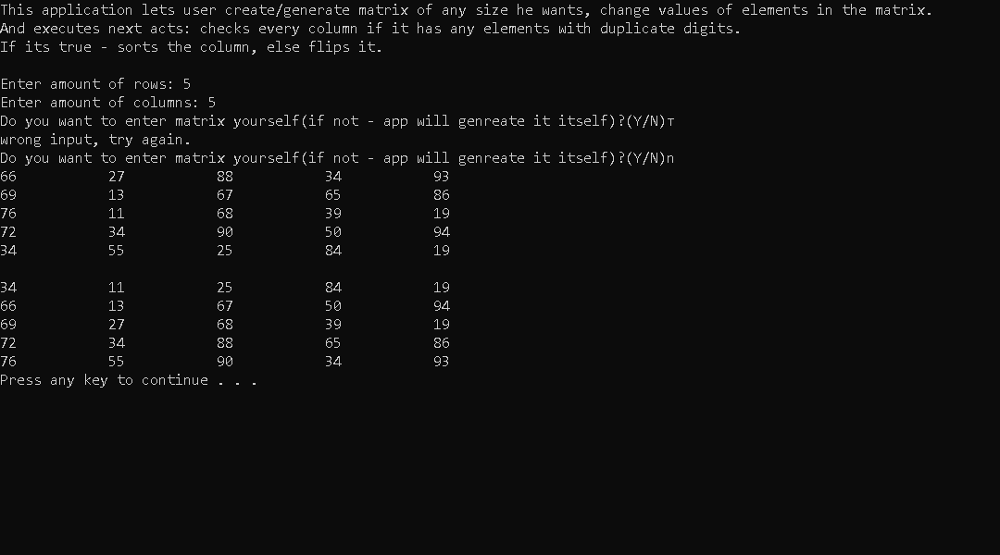 This application lets user create/generate matrix of any size he wants, change values of elements in the matrix.
And executes next acts: checks every column if it has any elements with duplicate digits.
If its true - sorts the column, else flips it.
Enter amount of rows: 5
Enter amount of columns: 5
Do you want to enter matrix yourself(if not - app will genreate it itself)?(Y/N)т
wrong input, try again.
Do you want to enter matrix yourself(if not - app will genreate it itself)?(Y/N)n
66 27 88 34 93
69 13 67 65 86
76 11 68 39 19
72 34 90 50 94
34 55 25 84 19
34 11 25 84 19
66 13 67 50 94
69 27 68 39 19
72 34 88 65 86
76 55 90 34 93
Press any key to continue . . .